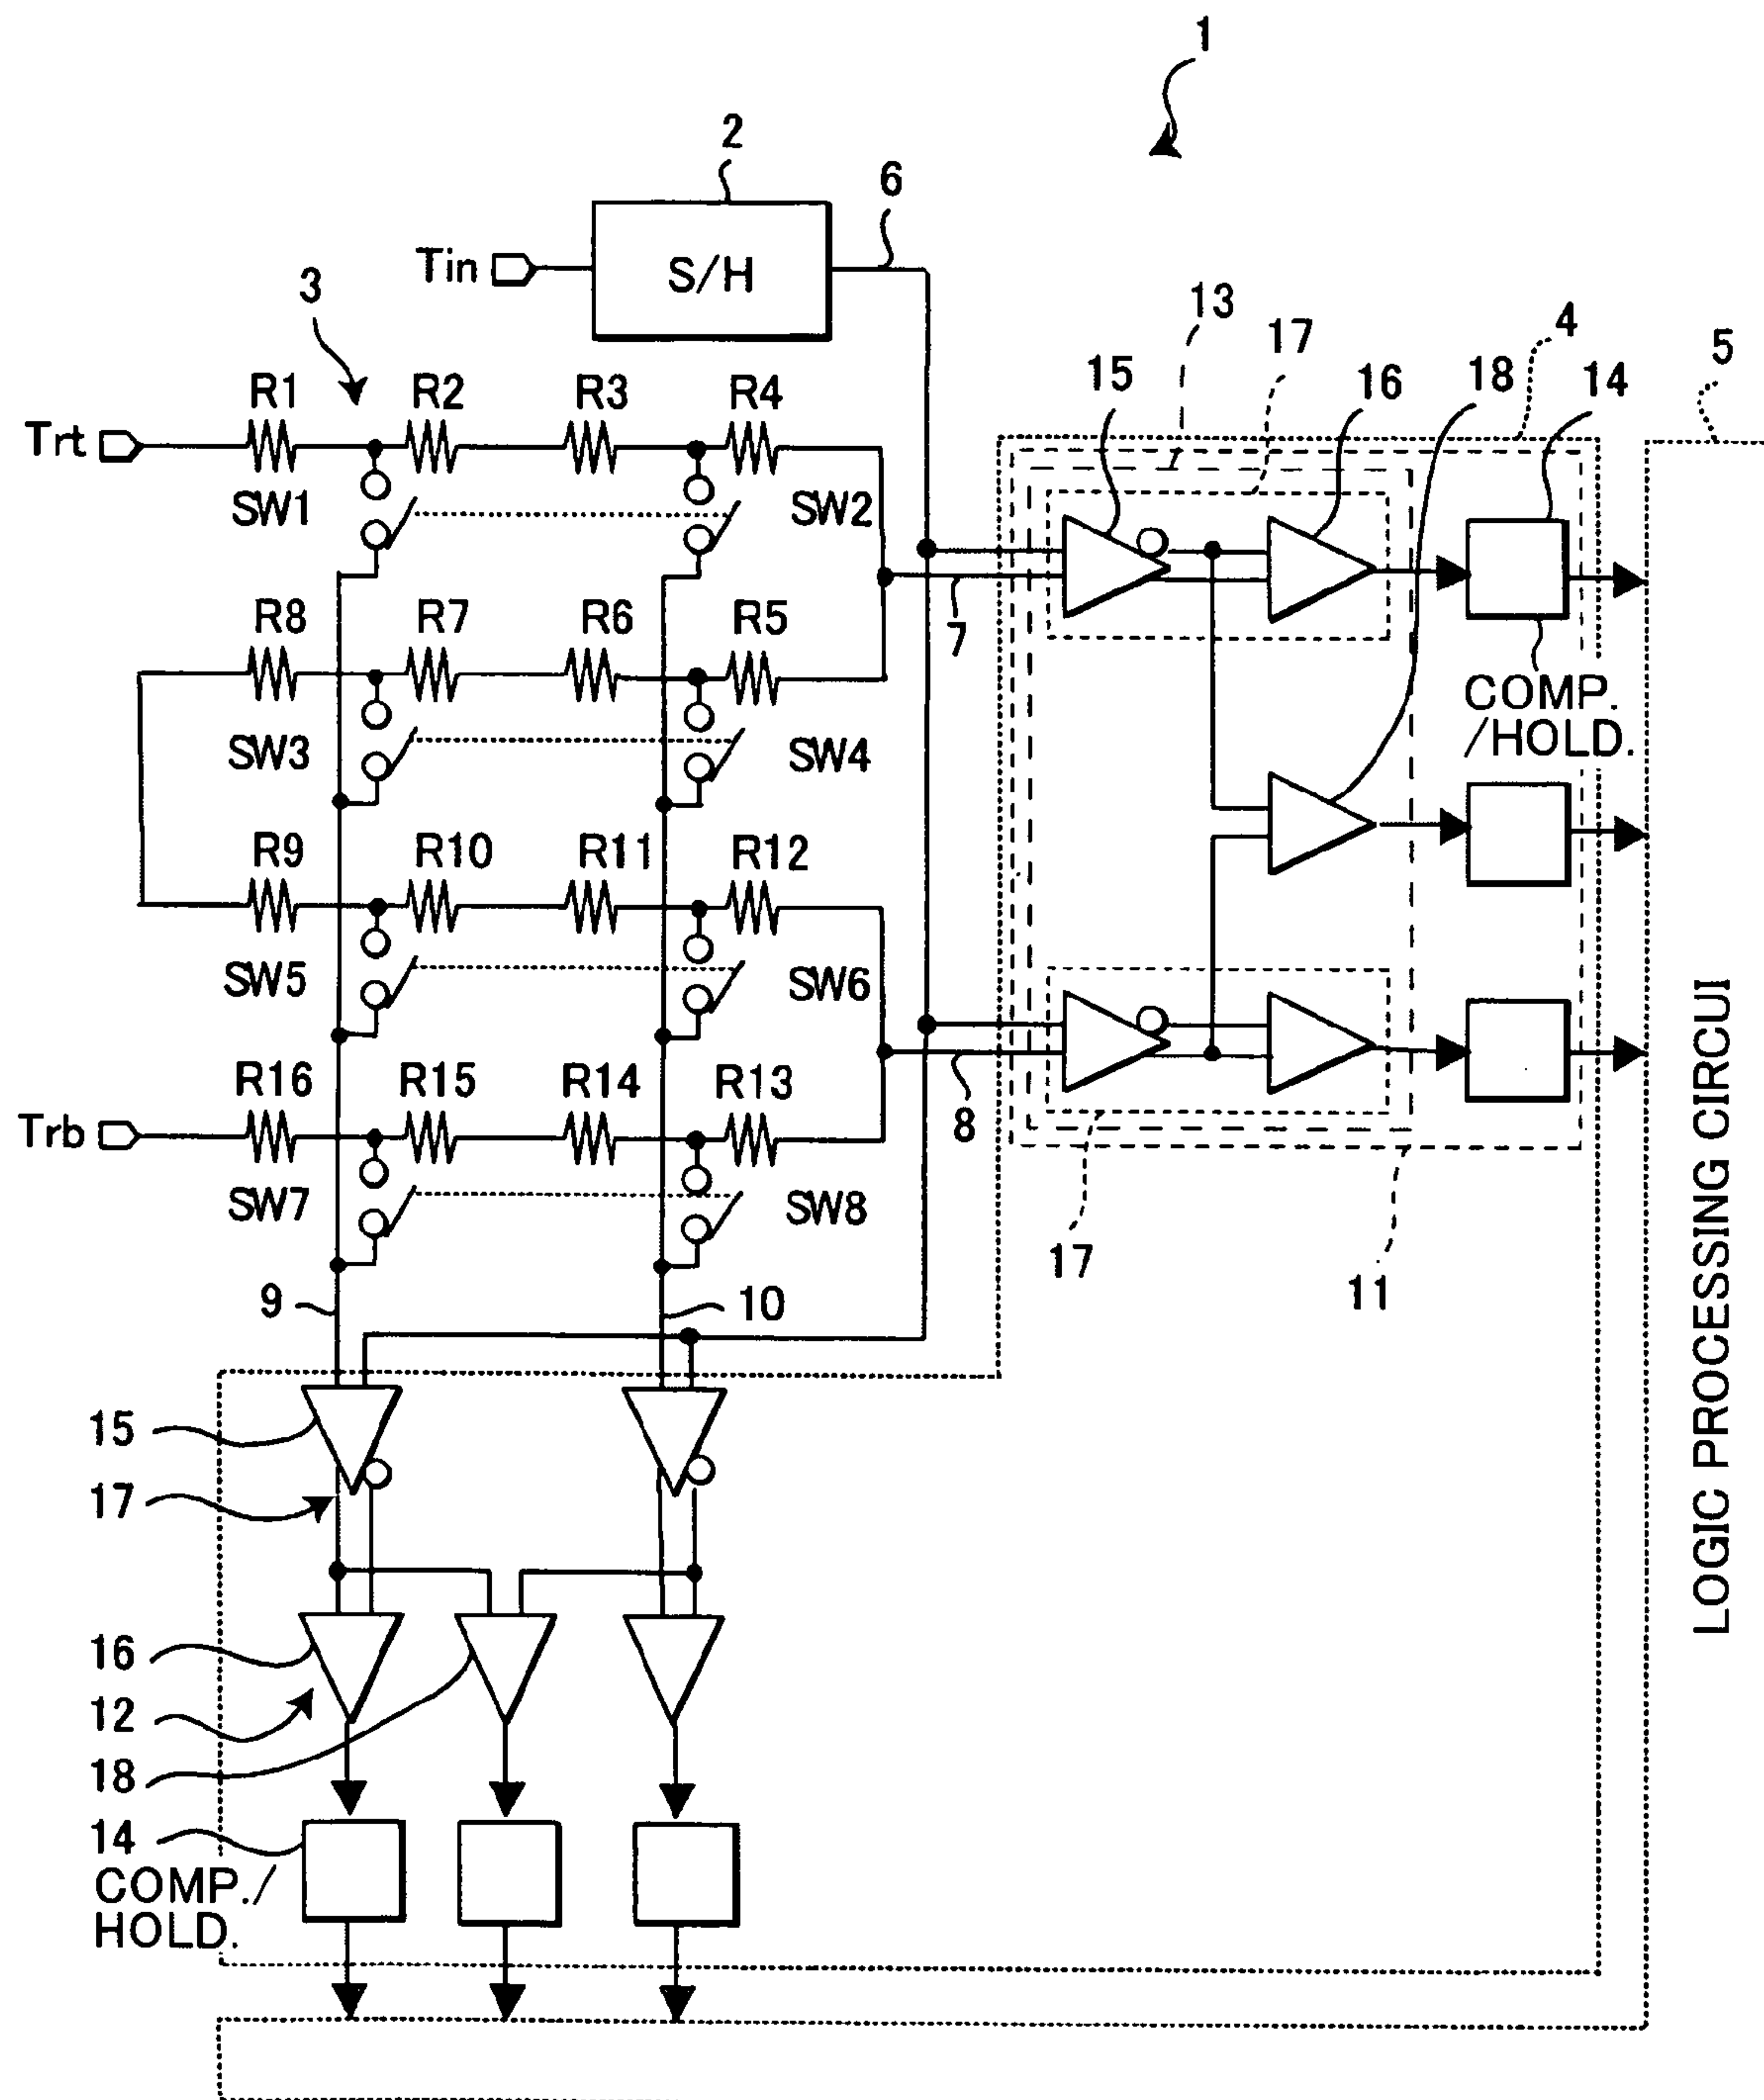 1
2
6
Tin
S/H
3
13
17
4
5
15
16
18
14
R1
R2
R3
R4
Trt
SW1
SW2
R8
R7
R6
R5
7
COMP.
/HOLD.
SW3
SW4
R9
R10
R11
R12
SW5
SW6
R16
R15
R14
R13
Trb
8
SW7
SW8
17
11
9
10
LOGIC PROCESSING CIRCUI
15
17
16
12
18
14
COMP./
HOLD.